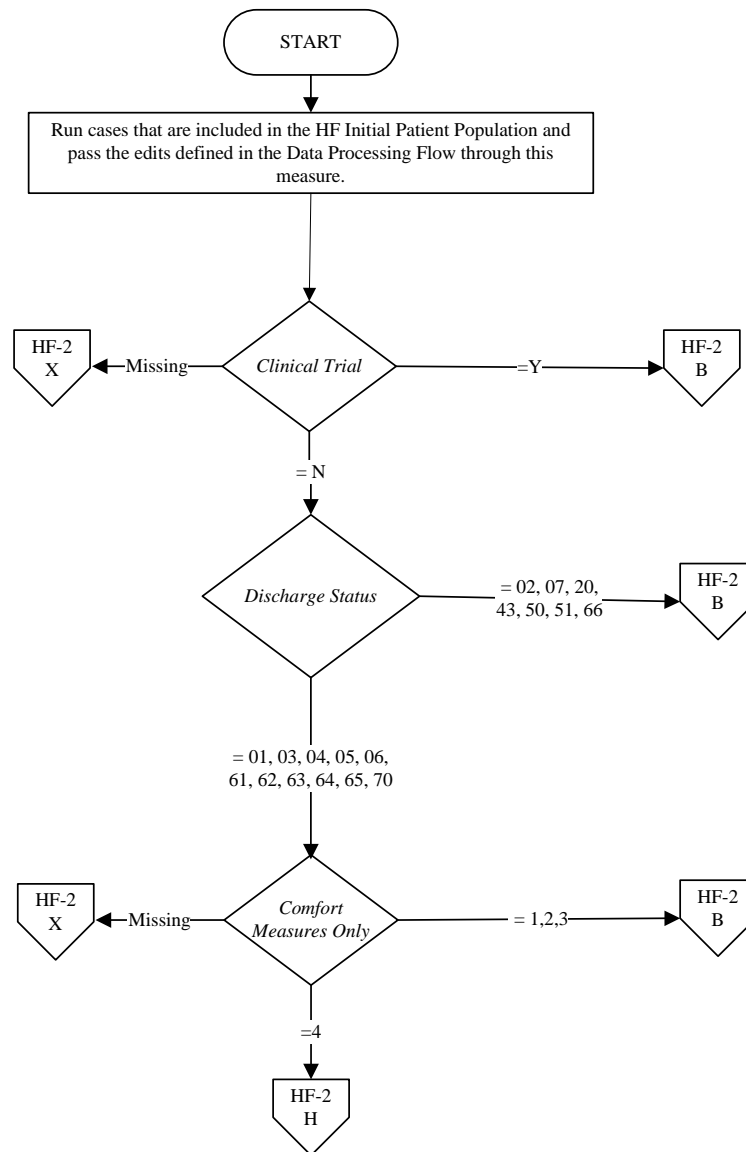 START
Run cases that are included in the HF Initial Patient Population and
pass the edits defined in the Data Processing Flow through this
measure.
HF-2
X
Missing
Clinical Trial
=Y
HF-2
B
= N
Discharge Status
= 02, 07, 20,
43, 50, 51, 66
HF-2
B
= 01, 03, 04, 05, 06,
61, 62, 63, 64, 65, 70
HF-2
X
Missing
Comfort
Measures Only
= 1,2,3
HF-2
B
=4
HF-2
H